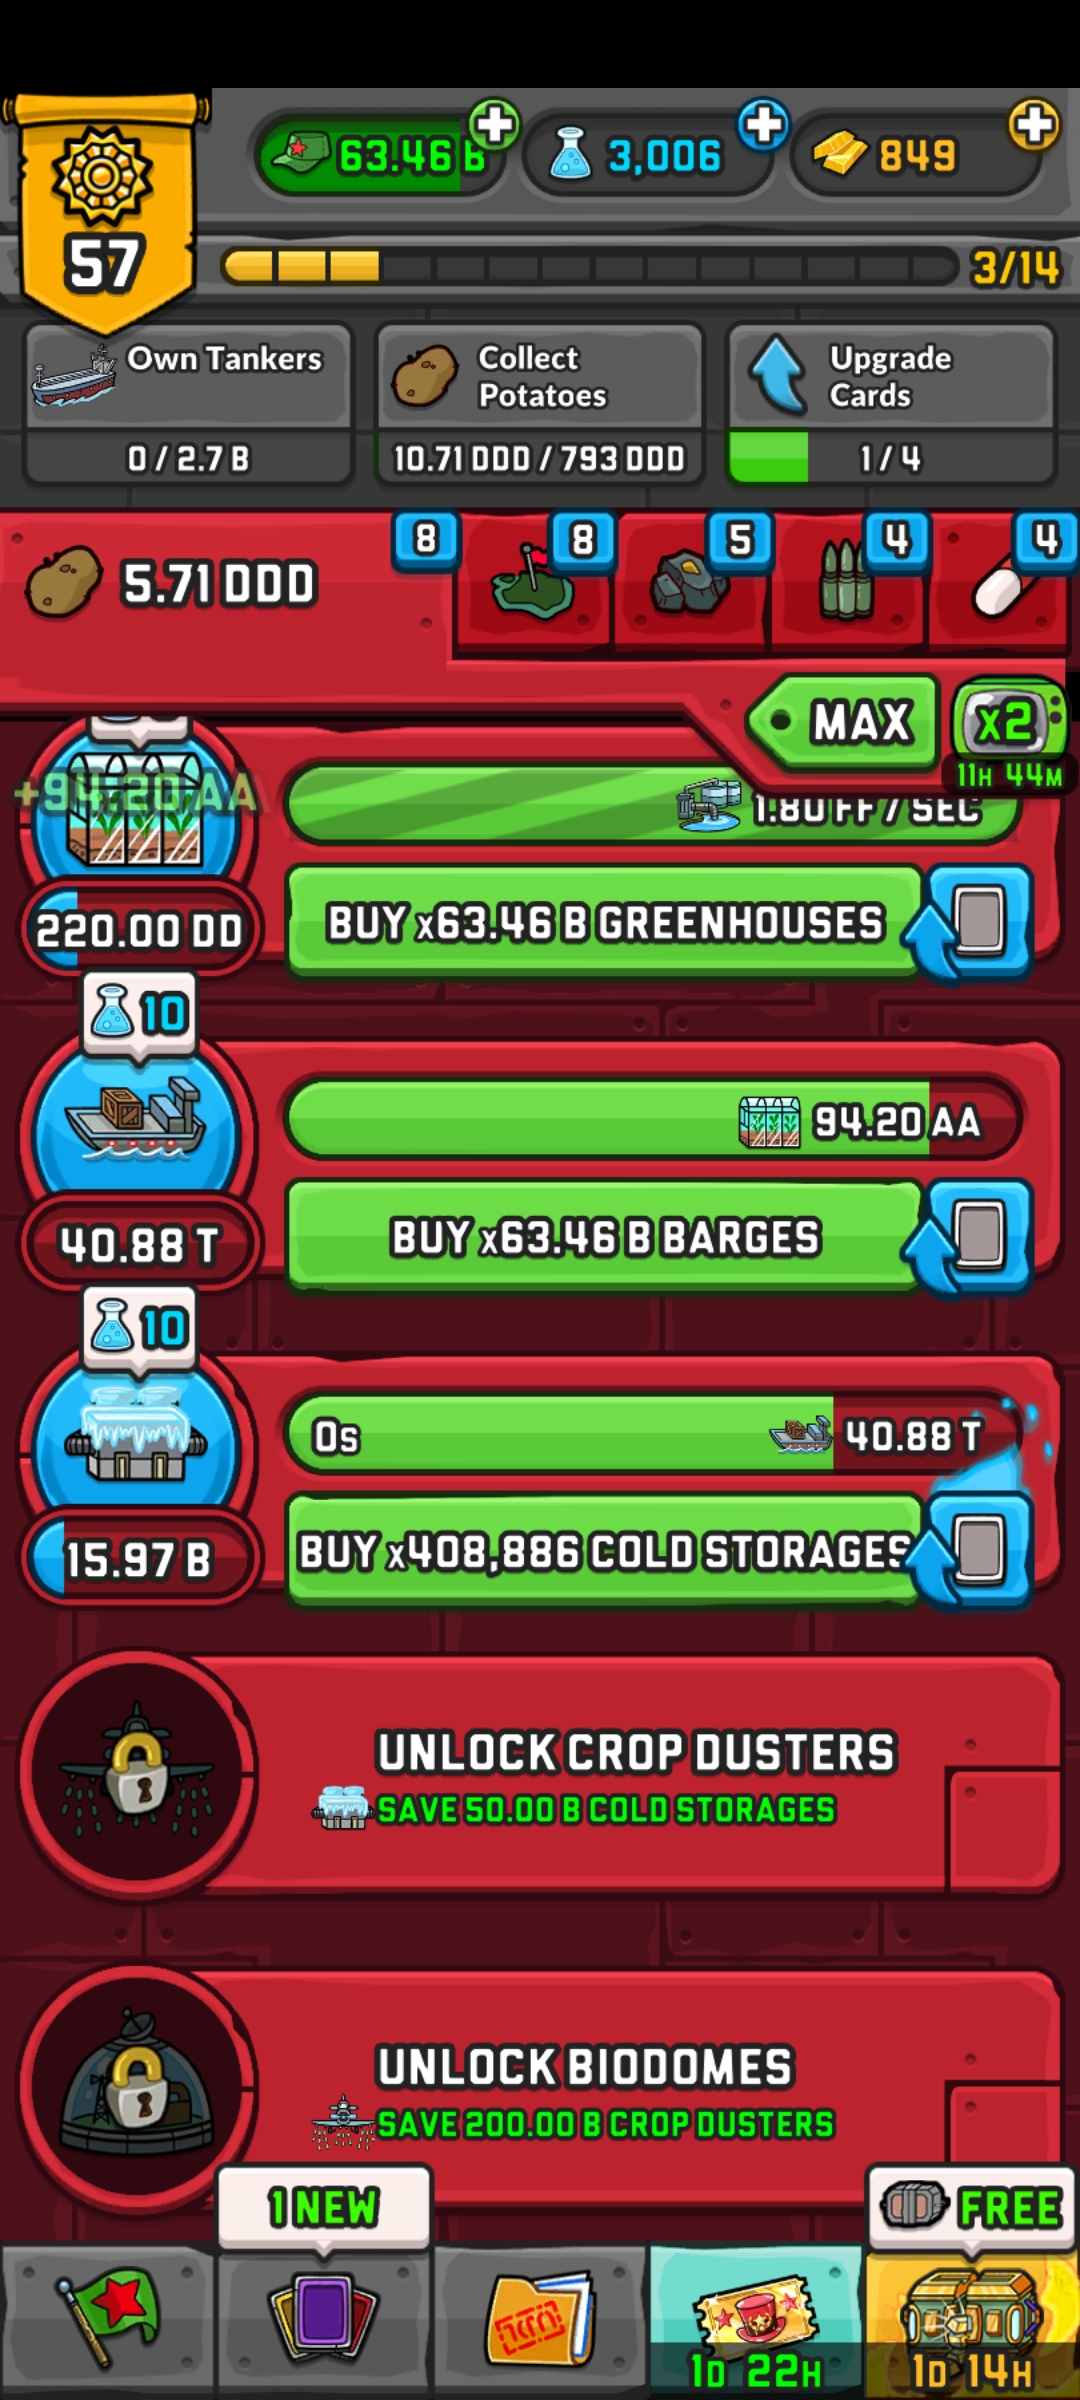 63.46 B
3,006
849
57
3/14
Own Tankers
0 / 2.7 B
Collect
Potatoes
10.71 DDD / 793 DDD
Upgrade
Cards
1 / 4
5.71 DDD
8
8
5
4
4
MAX
x2
11H 44M
+94.20 AA
1.80 FF / SEC
220.00 DD
BUY x63.46 B GREENHOUSES
10
94.20 AA
40.88 T
BUY x63.46 B BARGES
10
0s
40.88 T
15.97 B
BUY x408,886 COLD STORAGES
UNLOCK CROP DUSTERS
SAVE 50.00 B COLD STORAGES
UNLOCK BIODOMES
SAVE 200.00 B CROP DUSTERS
1 NEW
FREE
1D 22H
1D 14H